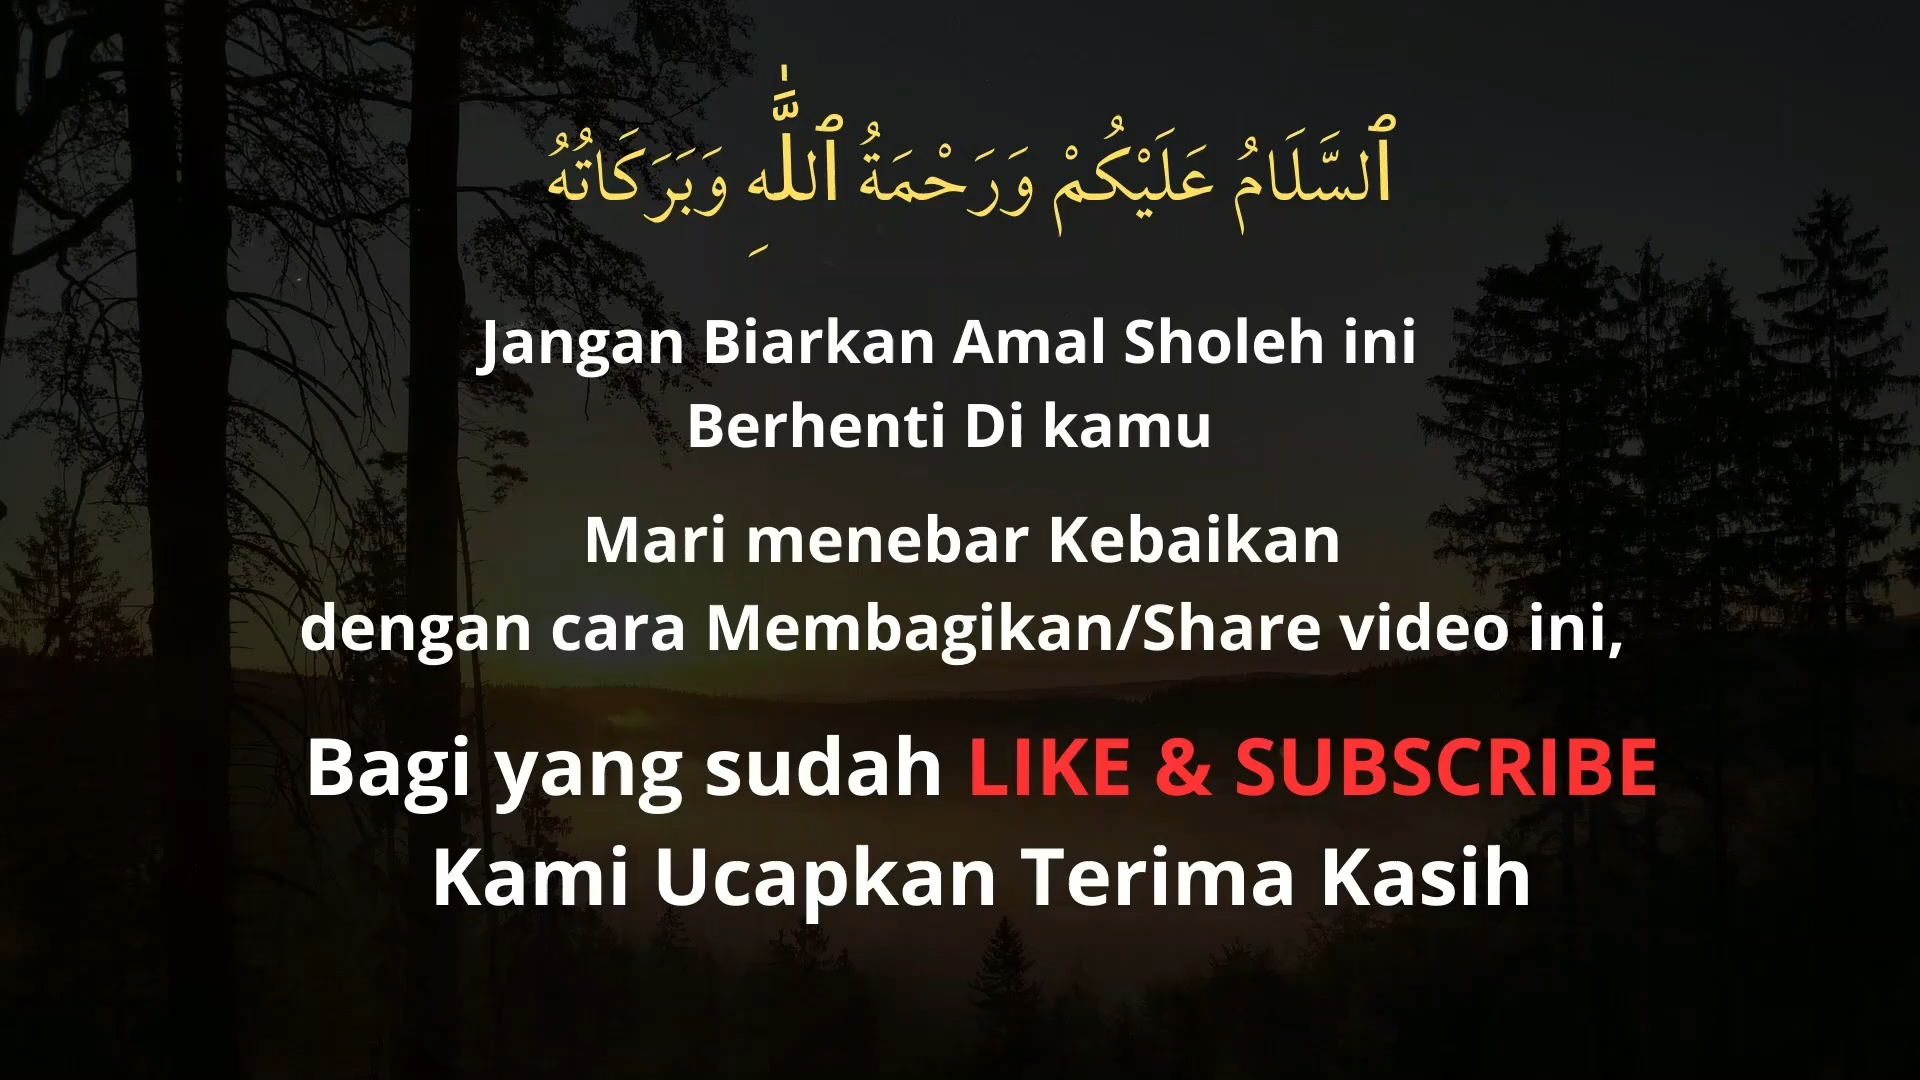 ٱلسَّلَامُ عَلَيْكُمْ وَرَحْمَةُ ٱللَّٰهِ وَبَرَكَاتُهُ
Jangan Biarkan Amal Sholeh ini
Berhenti Di kamu
Mari menebar Kebaikan
dengan cara Membagikan/Share video ini,
Bagi yang sudah LIKE & SUBSCRIBE
Kami Ucapkan Terima Kasih